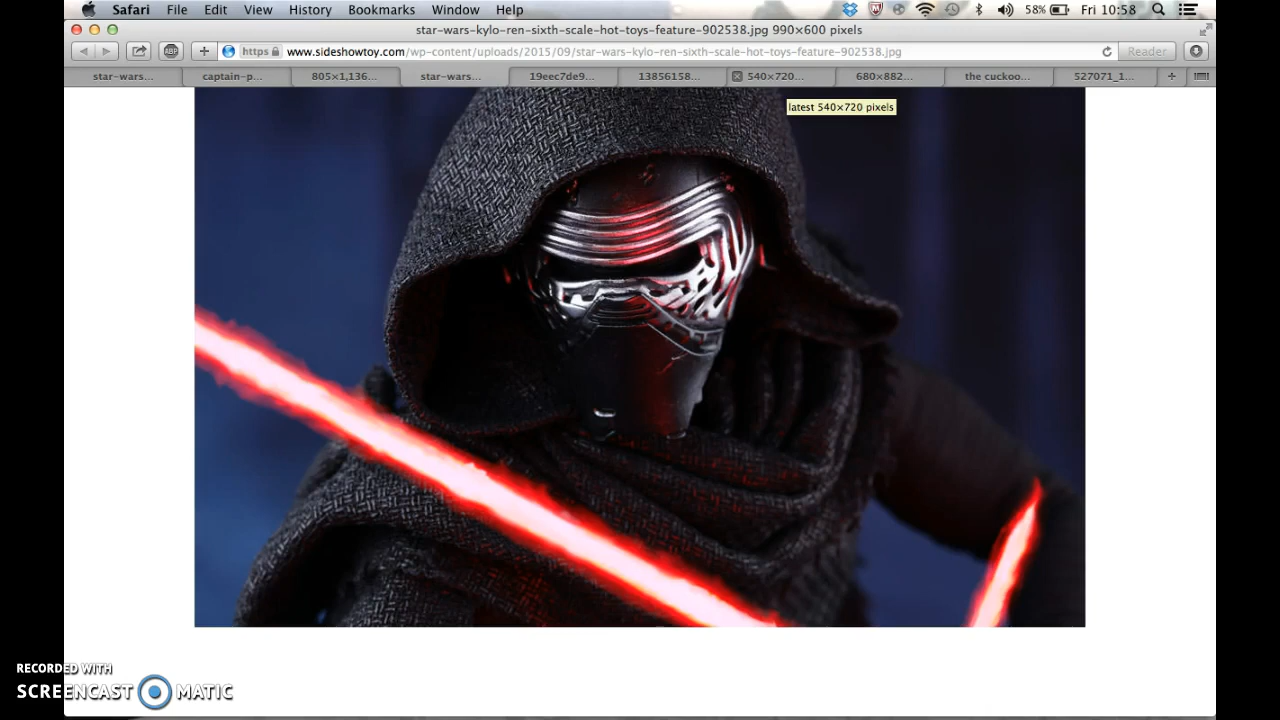 Safari File Edit View History Bookmarks Window Help 58% Fri 10:58
star-wars-kylo-ren-sixth-scale-hot-toys-feature-902538.jpg 990×600 pixels
ABP + https www.sideshowtoy.com/wp-content/uploads/2015/09/star-wars-kylo-ren-sixth-scale-hot-toys-feature-902538.jpg Reader
star-wars... captain-p... 805×1,136... star-wars... 19eec7de9... 13856158... 540×720... 680×882... the cuckoo... 527071_1... +
latest 540×720 pixels
RECORDED WITH
SCREENCAST MATIC